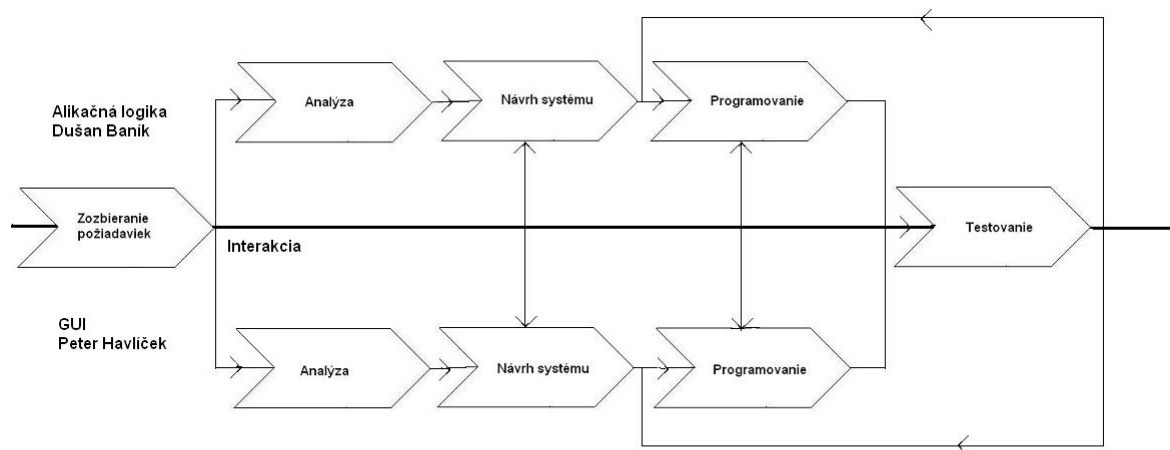 Analýza
Návrh systému
Programovanie
Alikačná logika
Dušan Baník
Zozbieranie
požiadaviek
Interakcia
Testovanie
GUI
Peter Havlíček
Analýza
Návrh systému
Programovanie